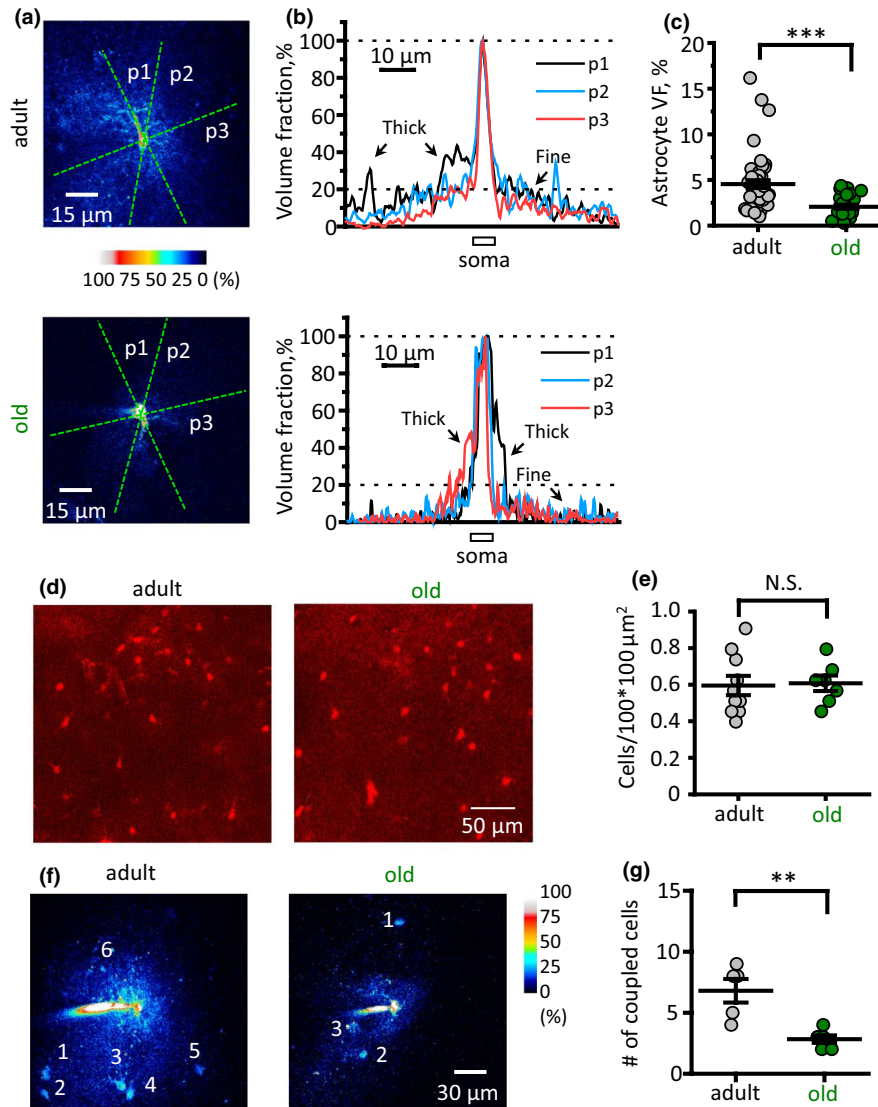 (a)
adult
p1
p2
p3
15 μm
100 75 50 25 0 (%)
old
p1
p2
p3
15 μm
(b)
Volume fraction,%
100
80
60
40
20
0
10 μm
p1
p2
p3
Thick
Fine
soma
Volume fraction,%
100
80
60
40
20
0
10 μm
p1
p2
p3
Thick
Thick
Fine
soma
(c)
***
Astrocyte VF, %
20
15
10
5
0
adult
old
(d)
adult
old
50 μm
(e)
N.S.
Cells/100*100 μm²
1.0
0.8
0.6
0.4
0.2
0
adult
old
(f)
adult
6
1
2
3
4
5
old
1
3
2
30 μm
100
75
50
25
0
(%)
(g)
**
# of coupled cells
15
10
5
0
adult
old